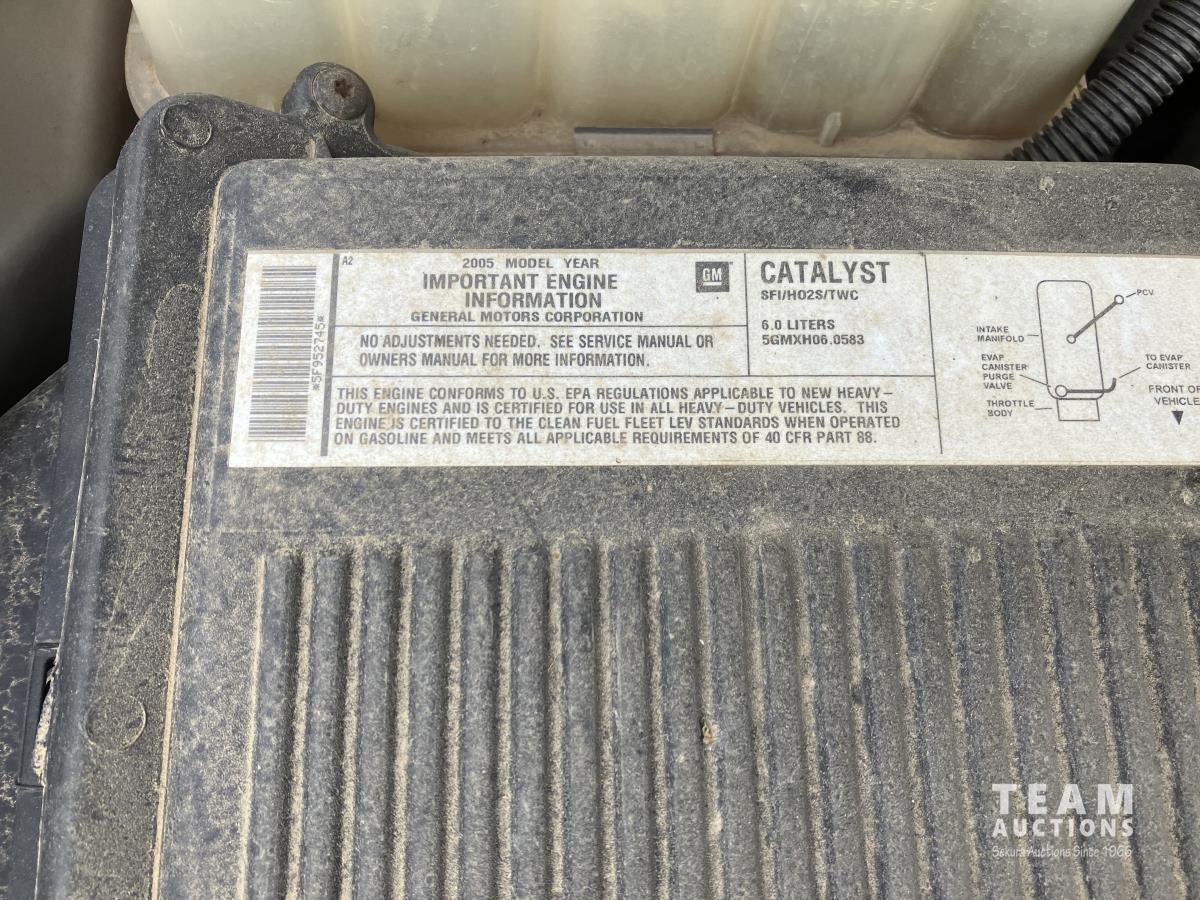 *5F952745*
A2
2005 MODEL YEAR
IMPORTANT ENGINE
INFORMATION
GENERAL MOTORS CORPORATION
GM
NO ADJUSTMENTS NEEDED. SEE SERVICE MANUAL OR
OWNERS MANUAL FOR MORE INFORMATION.
CATALYST
SFI/HO2S/TWC
6.0 LITERS
5GMXH06.0583
THIS ENGINE CONFORMS TO U.S. EPA REGULATIONS APPLICABLE TO NEW HEAVY–
DUTY ENGINES AND IS CERTIFIED FOR USE IN ALL HEAVY–DUTY VEHICLES. THIS
ENGINE IS CERTIFIED TO THE CLEAN FUEL FLEET LEV STANDARDS WHEN OPERATED
ON GASOLINE AND MEETS ALL APPLICABLE REQUIREMENTS OF 40 CFR PART 88.
PCV
INTAKE
MANIFOLD
EVAP
CANISTER
PURGE
VALVE
THROTTLE
BODY
TO EVAP
CANISTER
FRONT OF
VEHICLE
TEAM
AUCTIONS
Auctions Since